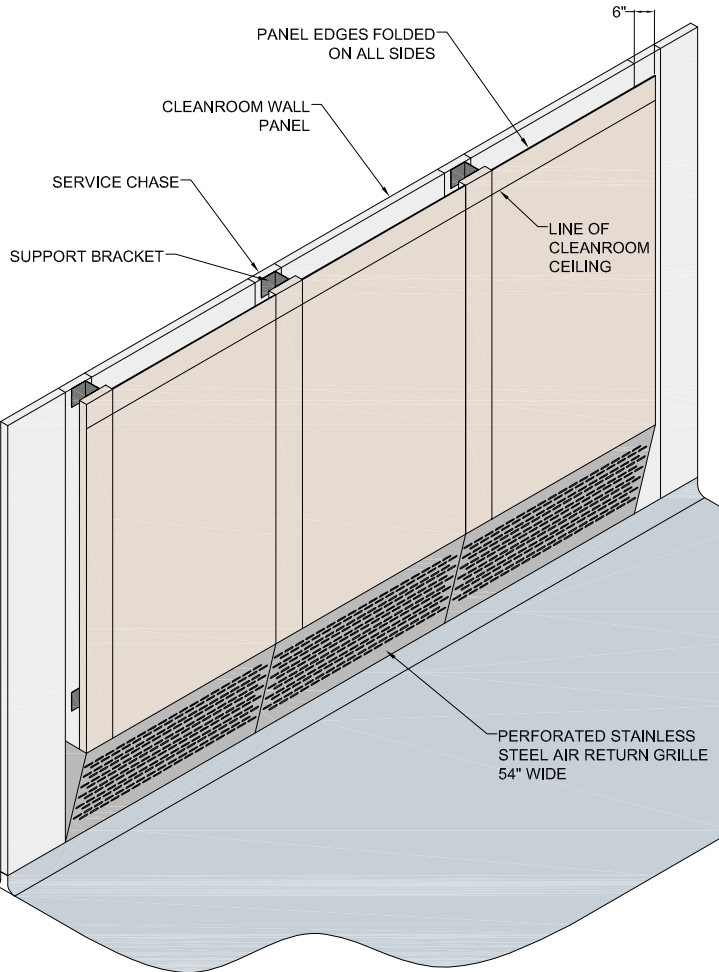 6"
PANEL EDGES FOLDED
ON ALL SIDES
CLEANROOM WALL
PANEL
SERVICE CHASE
SUPPORT BRACKET
LINE OF
CLEANROOM
CEILING
PERFORATED STAINLESS
STEEL AIR RETURN GRILLE
54" WIDE